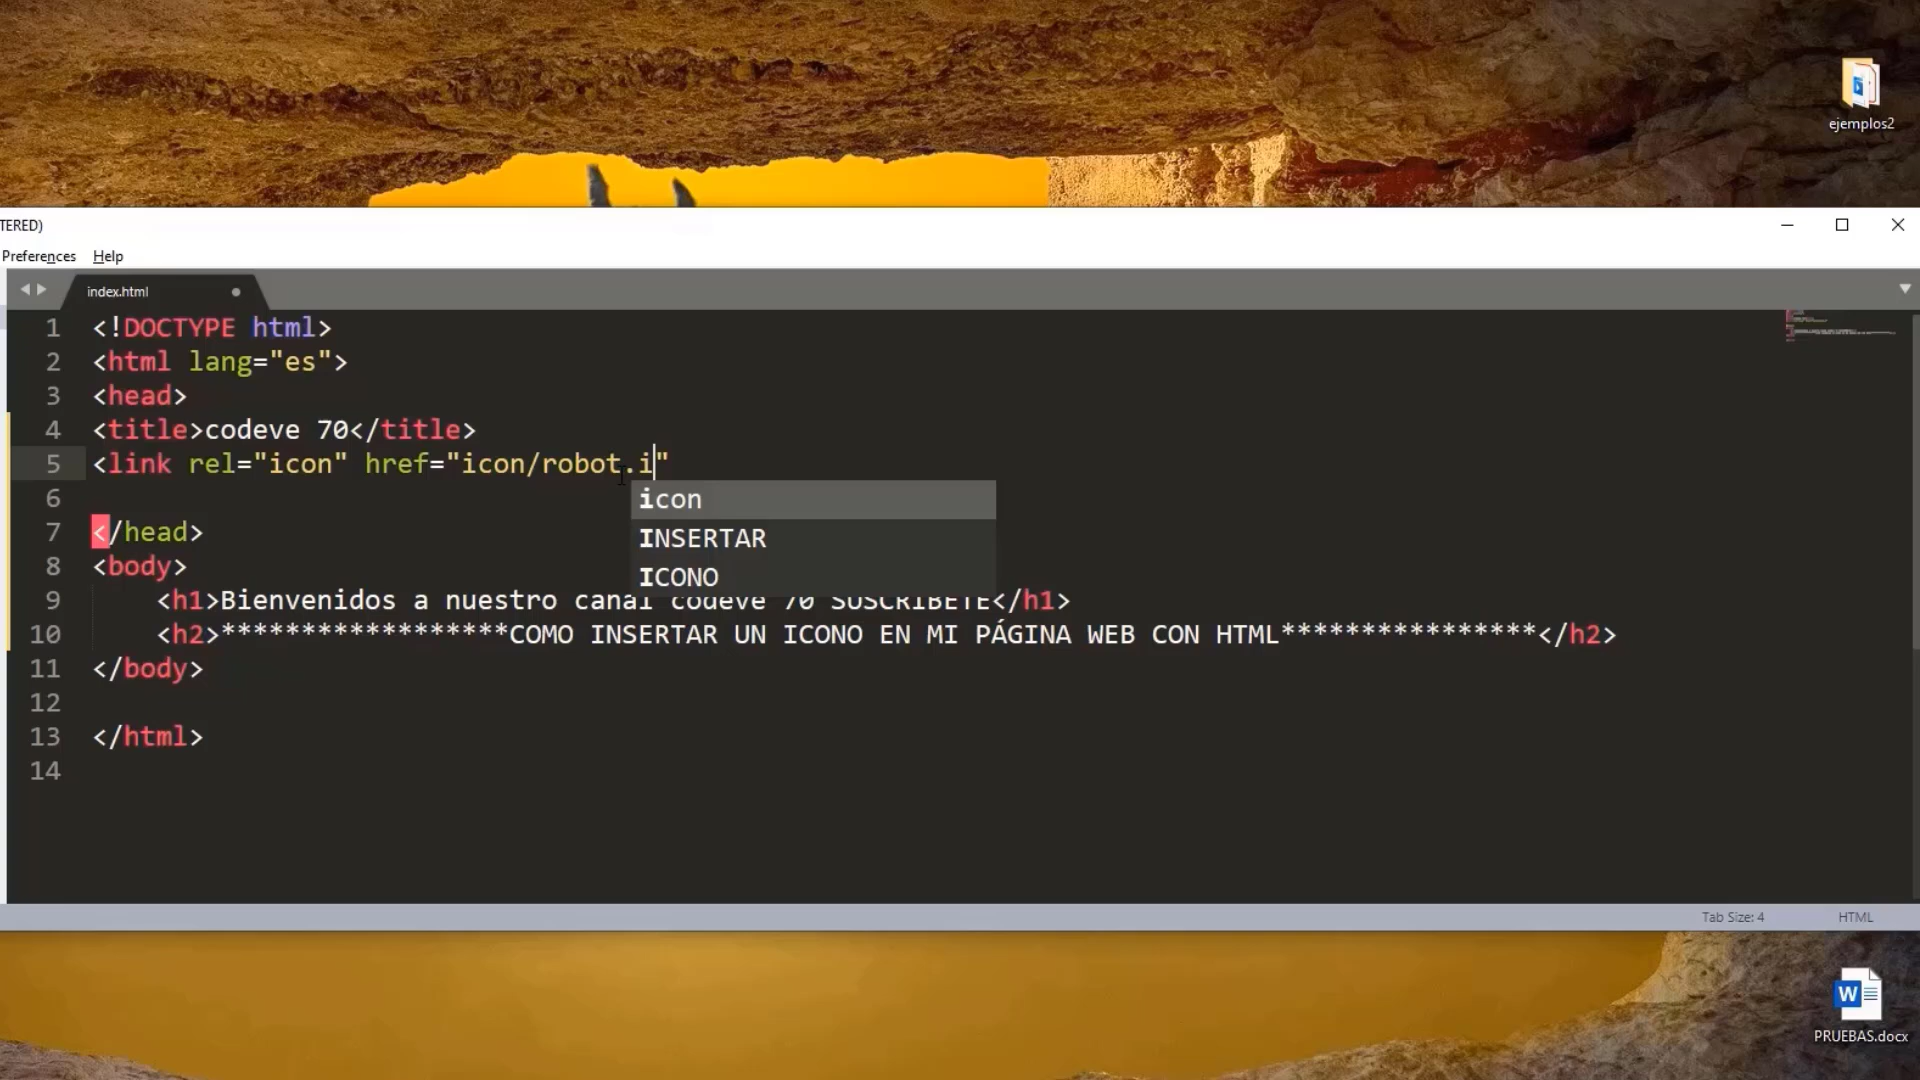 ejemplos2
TERED)
Preferences Help
index.html
1 <!DOCTYPE html>
2 <html lang="es">
3 <head>
4 <title>codeve 70</title>
5 <link rel="icon" href="icon/robot.i"
6
icon
7 </head>
INSERTAR
8 <body>
ICONO
9 <h1>Bienvenidos a nuestro canal codeve 70 SUSCRIBETE</h1>
10 <h2>******************COMO INSERTAR UN ICONO EN MI PÁGINA WEB CON HTML****************</h2>
11 </body>
12
13 </html>
14
Tab Size: 4 HTML
PRUEBAS.docx